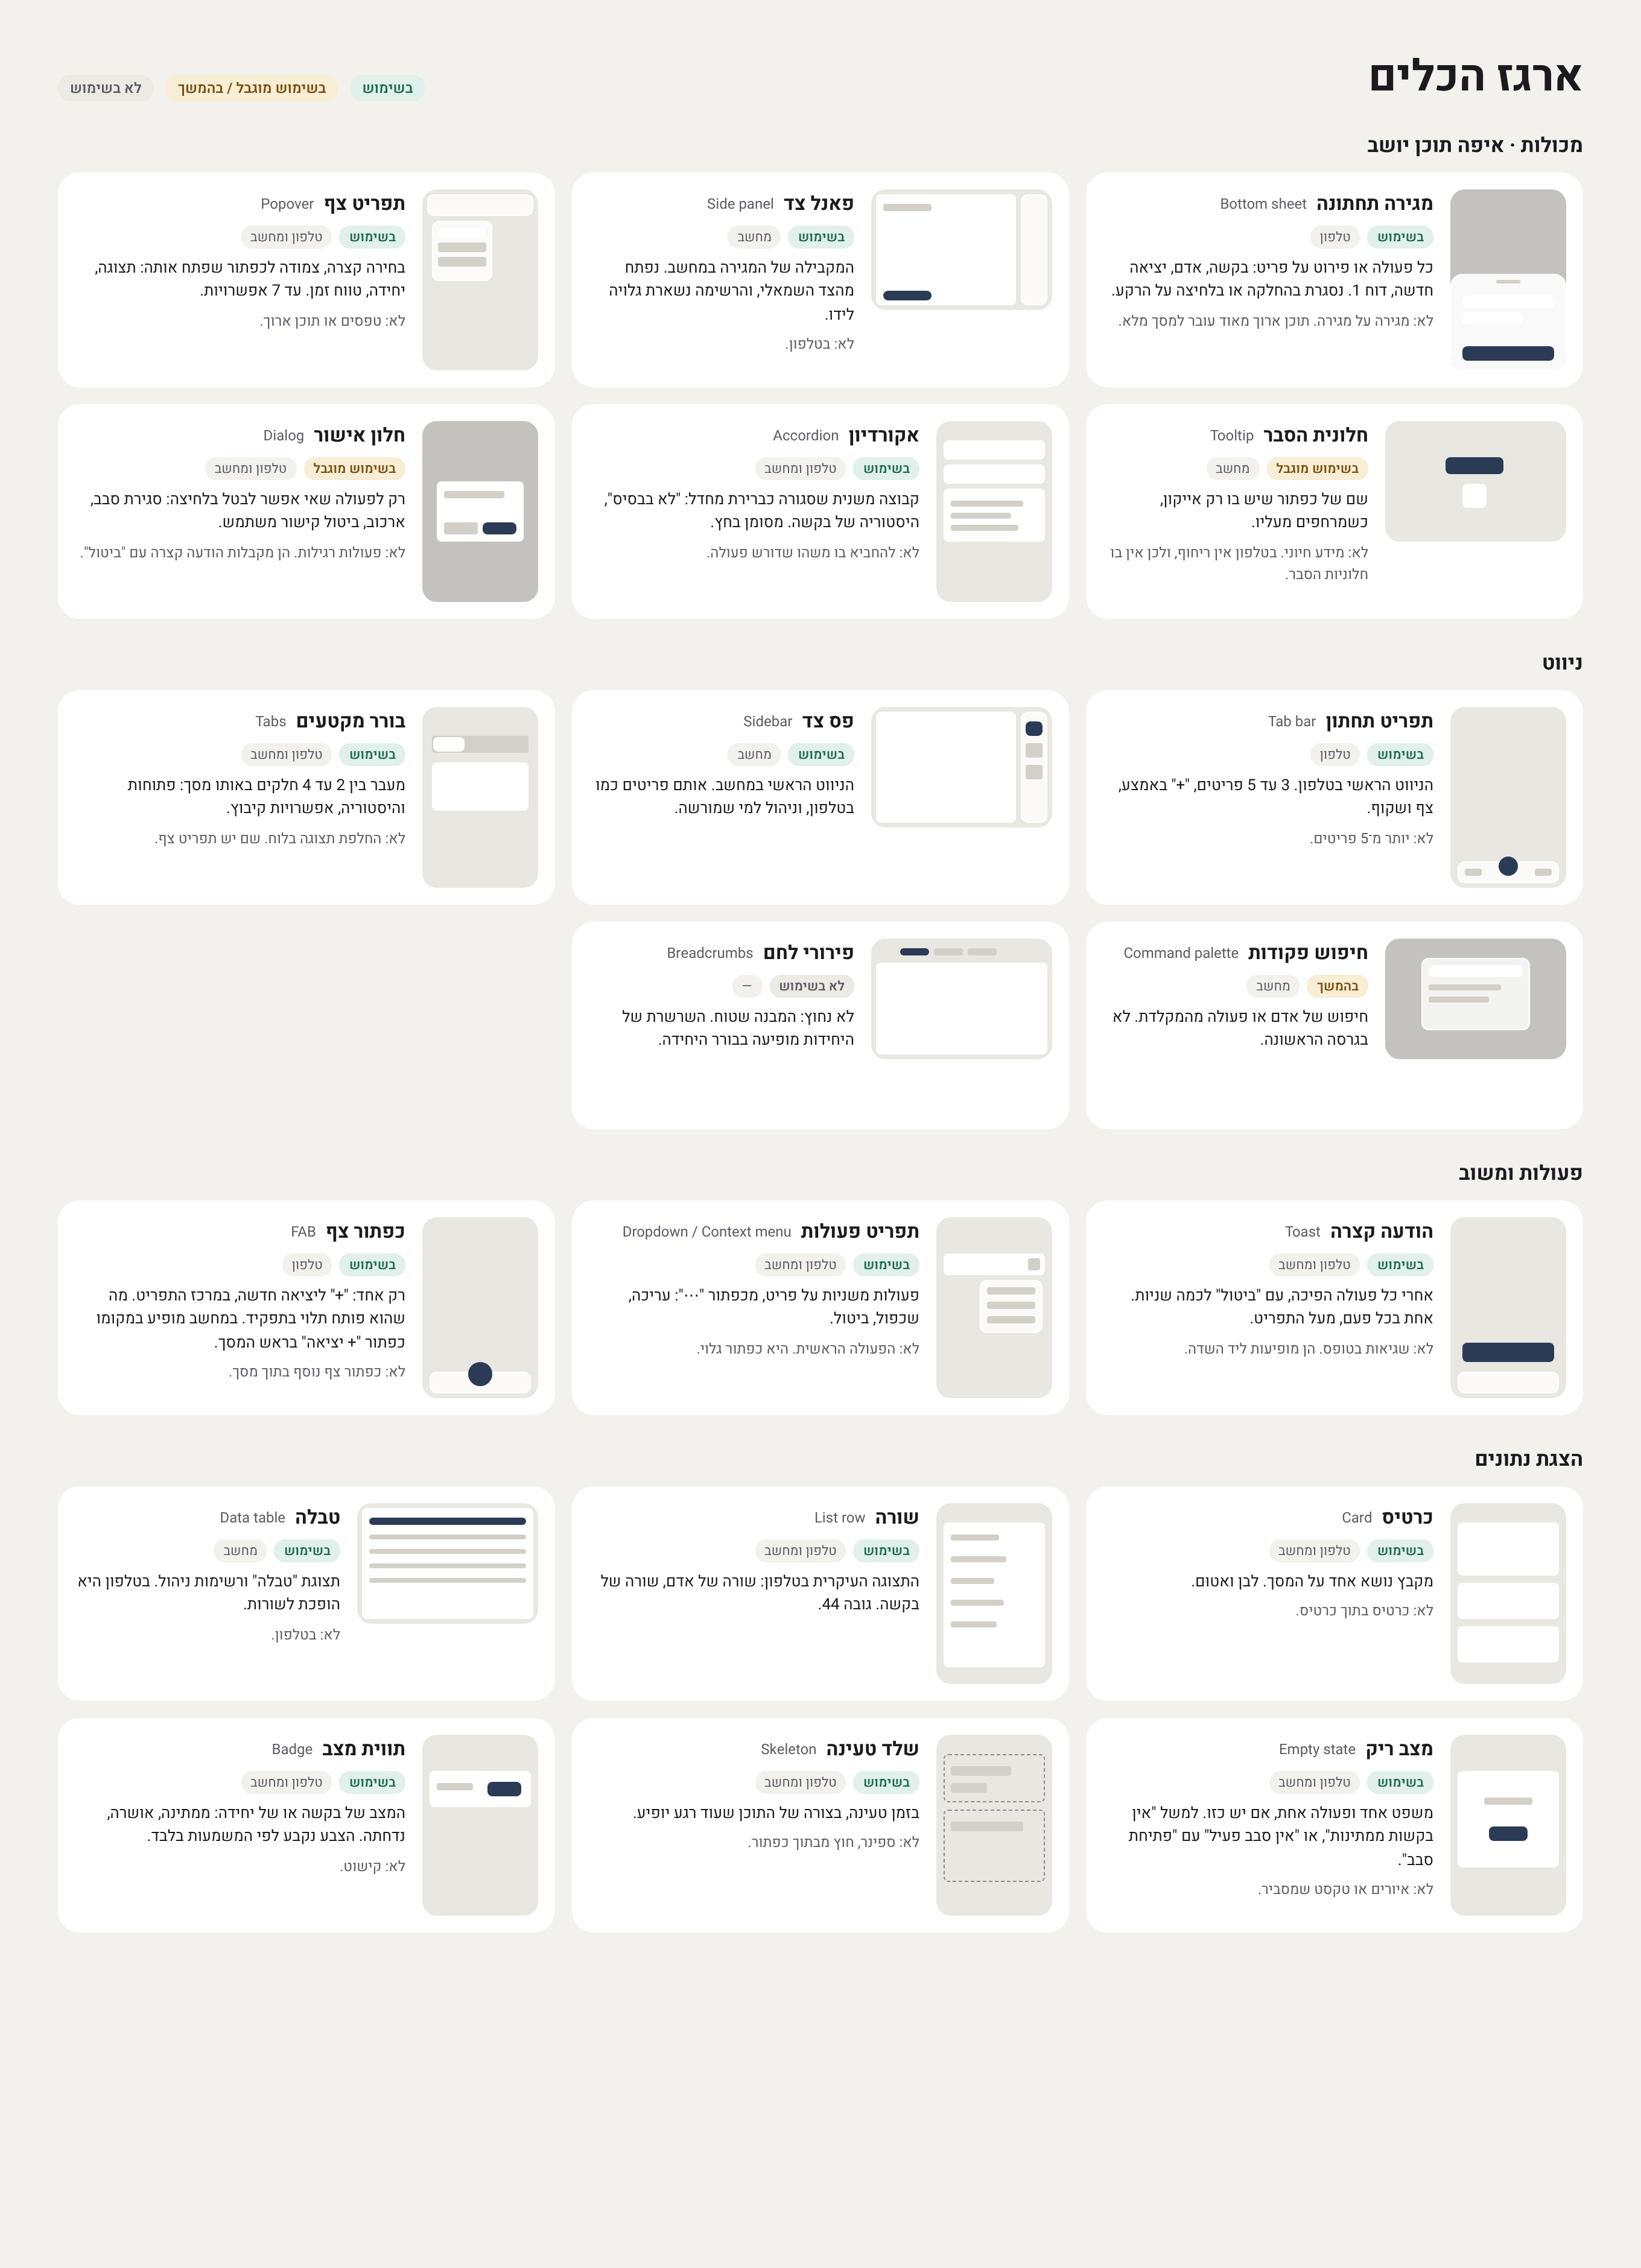 ארגז הכלים
בשימוש
בשימוש מוגבל / בהמשך
לא בשימוש
מכולות · איפה תוכן יושב
מגירה תחתונה Bottom sheet
בשימוש טלפון
כל פעולה או פירוט על פריט: בקשה, אדם, יציאה
חדשה, דוח 1. נסגרת בהחלקה או בלחיצה על הרקע.
לא: מגירה על מגירה. תוכן ארוך מאוד עובר למסך מלא.
פאנל צד Side panel
בשימוש מחשב
המקבילה של המגירה במחשב. נפתח
מהצד השמאלי, והרשימה נשארת גלויה
לידו.
לא: בטלפון.
תפריט צף Popover
בשימוש טלפון ומחשב
בחירה קצרה, צמודה לכפתור שפתח אותה: תצוגה,
יחידה, טווח זמן. עד 7 אפשרויות.
לא: טפסים או תוכן ארוך.
חלונית הסבר Tooltip
בשימוש מוגבל מחשב
שם של כפתור שיש בו רק אייקון,
כשמרחפים מעליו.
לא: מידע חיוני. בטלפון אין ריחוף, ולכן אין בו
חלוניות הסבר.
אקורדיון Accordion
בשימוש טלפון ומחשב
קבוצה משנית שסגורה כברירת מחדל: "לא בבסיס",
היסטוריה של בקשה. מסומן בחץ.
לא: להחביא בו משהו שדורש פעולה.
חלון אישור Dialog
בשימוש מוגבל טלפון ומחשב
רק לפעולה שאי אפשר לבטל בלחיצה: סגירת סבב,
ארכוב, ביטול קישור משתמש.
לא: פעולות רגילות. הן מקבלות הודעה קצרה עם "ביטול".
ניווט
תפריט תחתון Tab bar
בשימוש טלפון
הניווט הראשי בטלפון. 3 עד 5 פריטים, "+" באמצע,
צף ושקוף.
לא: יותר מ־5 פריטים.
פס צד Sidebar
בשימוש מחשב
הניווט הראשי במחשב. אותם פריטים כמו
בטלפון, וניהול למי שמורשה.
בורר מקטעים Tabs
בשימוש טלפון ומחשב
מעבר בין 2 עד 4 חלקים באותו מסך: פתוחות
והיסטוריה, אפשרויות קיבוץ.
לא: החלפת תצוגה בלוח. שם יש תפריט צף.
חיפוש פקודות Command palette
בהמשך מחשב
חיפוש של אדם או פעולה מהמקלדת. לא
בגרסה הראשונה.
פירורי לחם Breadcrumbs
לא בשימוש —
לא נחוץ: המבנה שטוח. השרשרת של
היחידות מופיעה בבורר היחידה.
פעולות ומשוב
הודעה קצרה Toast
בשימוש טלפון ומחשב
אחרי כל פעולה הפיכה, עם "ביטול" לכמה שניות.
אחת בכל פעם, מעל התפריט.
לא: שגיאות בטופס. הן מופיעות ליד השדה.
תפריט פעולות Dropdown / Context menu
בשימוש טלפון ומחשב
פעולות משניות על פריט, מכפתור "⋯": עריכה,
שכפול, ביטול.
לא: הפעולה הראשית. היא כפתור גלוי.
כפתור צף FAB
בשימוש טלפון
רק אחד: "+" ליציאה חדשה, במרכז התפריט. מה
שהוא פותח תלוי בתפקיד. במחשב מופיע במקומו
כפתור "+ יציאה" בראש המסך.
לא: כפתור צף נוסף בתוך מסך.
הצגת נתונים
כרטיס Card
בשימוש טלפון ומחשב
מקבץ נושא אחד על המסך. לבן ואטום.
לא: כרטיס בתוך כרטיס.
שורה List row
בשימוש טלפון ומחשב
התצוגה העיקרית בטלפון: שורה של אדם, שורה של
בקשה. גובה 44.
טבלה Data table
בשימוש מחשב
תצוגת "טבלה" ורשימות ניהול. בטלפון היא
הופכת לשורות.
לא: בטלפון.
מצב ריק Empty state
בשימוש טלפון ומחשב
משפט אחד ופעולה אחת, אם יש כזו. למשל "אין
בקשות ממתינות", או "אין סבב פעיל" עם "פתיחת
סבב".
לא: איורים או טקסט שמסביר.
שלד טעינה Skeleton
בשימוש טלפון ומחשב
בזמן טעינה, בצורה של התוכן שעוד רגע יופיע.
לא: ספינר, חוץ מבתוך כפתור.
תווית מצב Badge
בשימוש טלפון ומחשב
המצב של בקשה או של יחידה: ממתינה, אושרה,
נדחתה. הצבע נקבע לפי המשמעות בלבד.
לא: קישוט.